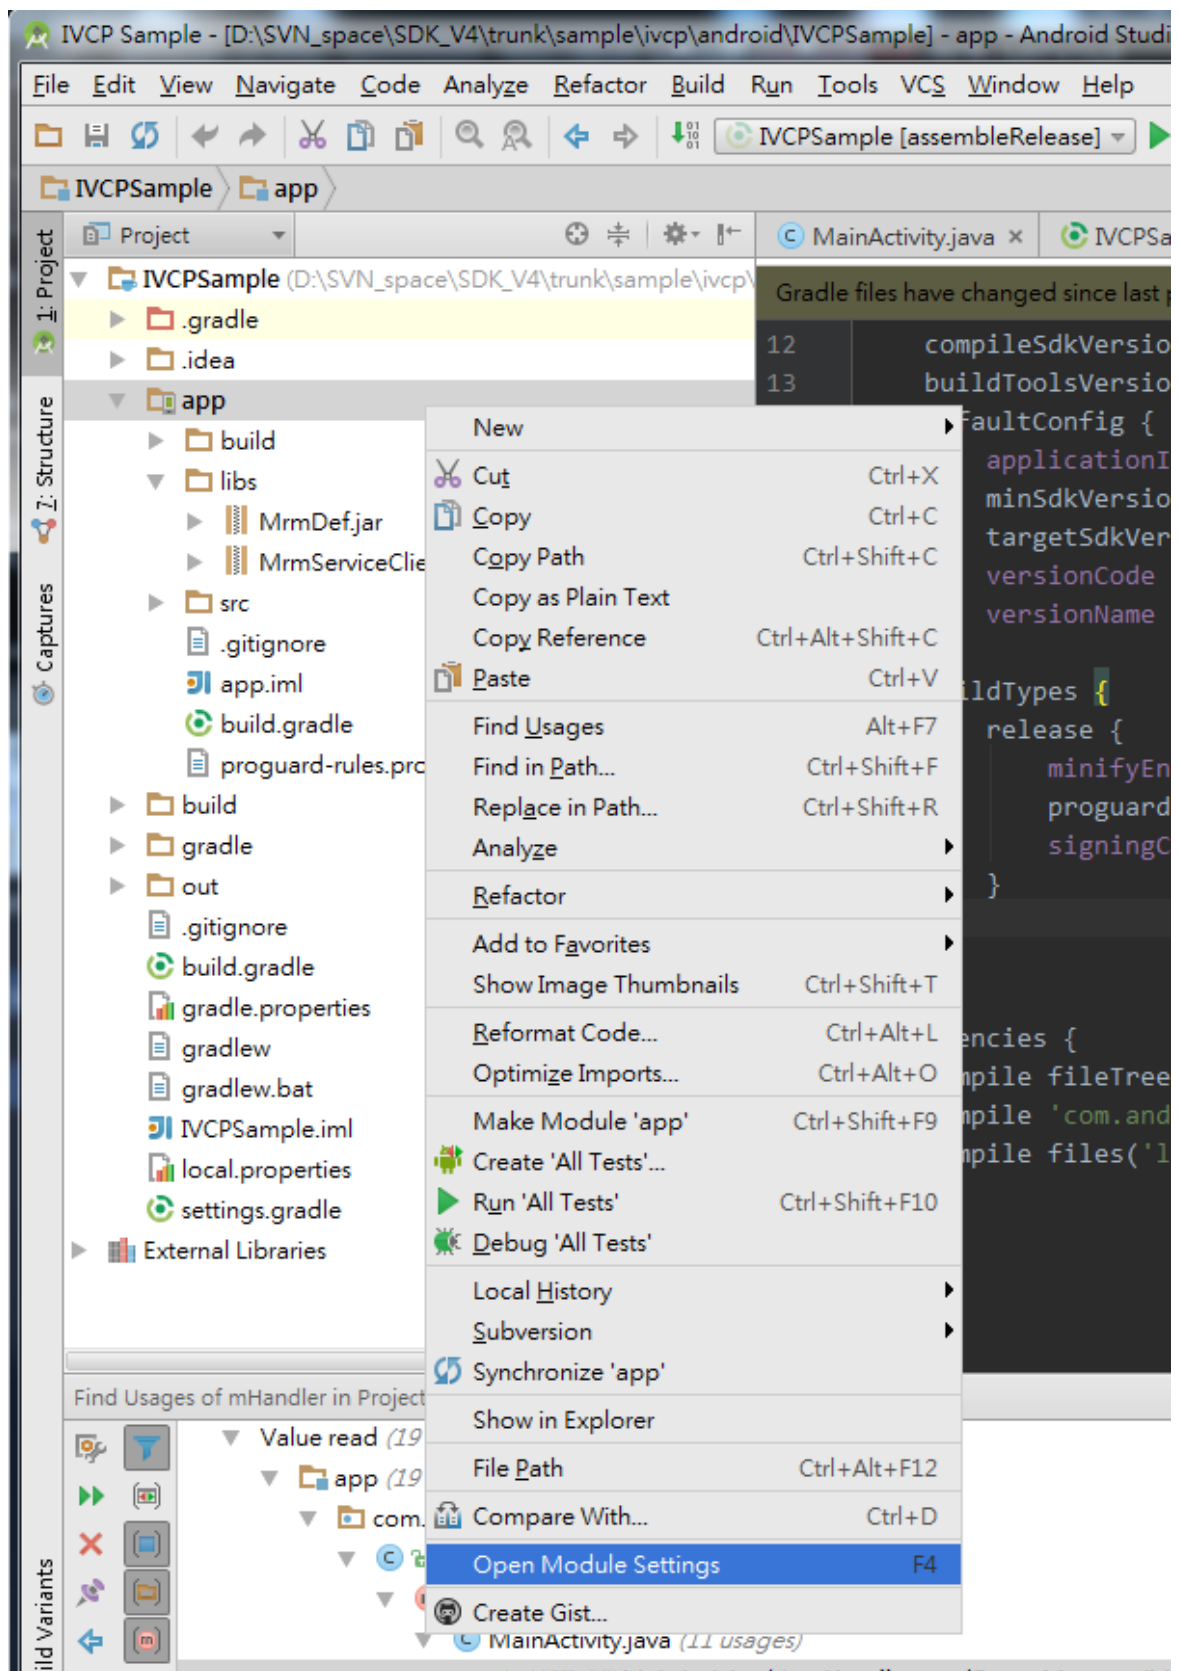 IVCP Sample - [D:\SVN_space\SDK_V4\trunk\sample\ivcp\android\IVCPSample] - app - Android Studi
File Edit View Navigate Code Analyze Refactor Build Run Tools VCS Window Help
IVCPSample [assembleRelease]
IVCPSample app
1: Project
7: Structure
Captures
ild Variants
Project
MainActivity.java × IVCPSa
IVCPSample (D:\SVN_space\SDK_V4\trunk\sample\ivcp\
.gradle
.idea
app
build
libs
MrmDef.jar
MrmServiceClie
src
.gitignore
app.iml
build.gradle
proguard-rules.pro
build
gradle
out
.gitignore
build.gradle
gradle.properties
gradlew
gradlew.bat
IVCPSample.iml
local.properties
settings.gradle
External Libraries
Gradle files have changed since last p
12 compileSdkVersio
13 buildToolsVersio
faultConfig {
applicationI
minSdkVersio
targetSdkVer
versionCode
versionName
ildTypes {
release {
minifyEn
proguard
signingC
}
encies {
mpile fileTree
mpile 'com.and
mpile files('l
New
Cut Ctrl+X
Copy Ctrl+C
Copy Path Ctrl+Shift+C
Copy as Plain Text
Copy Reference Ctrl+Alt+Shift+C
Paste Ctrl+V
Find Usages Alt+F7
Find in Path... Ctrl+Shift+F
Replace in Path... Ctrl+Shift+R
Analyze
Refactor
Add to Favorites
Show Image Thumbnails Ctrl+Shift+T
Reformat Code... Ctrl+Alt+L
Optimize Imports... Ctrl+Alt+O
Make Module 'app' Ctrl+Shift+F9
Create 'All Tests'...
Run 'All Tests' Ctrl+Shift+F10
Debug 'All Tests'
Local History
Subversion
Synchronize 'app'
Show in Explorer
File Path Ctrl+Alt+F12
Compare With... Ctrl+D
Open Module Settings F4
Create Gist...
Find Usages of mHandler in Project
Value read (19
app (19
com.
MainActivity.java (11 usages)